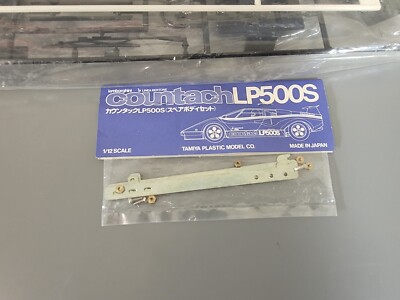 Lamborghini
countach LP500S
カウンタックLP500S(スペアボディセット)
LP500S
1/12 SCALE
TAMIYA PLASTIC MODEL CO.
MADE IN JAPAN